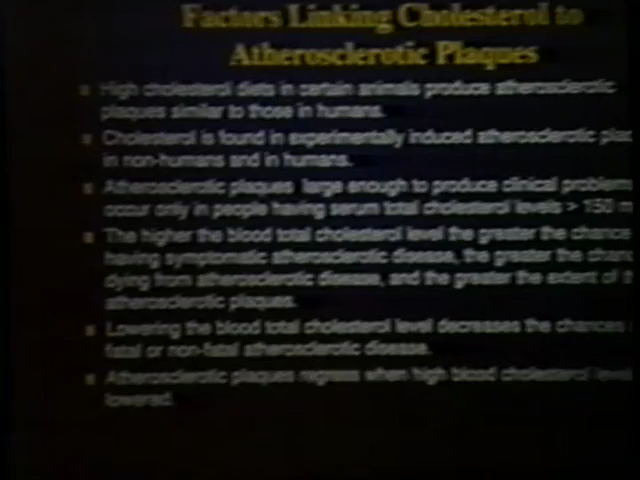 Factors Linking Cholesterol to
Atherosclerotic Plaques
High cholesterol diets in certain animals produce atherosclerotic
plaques similar to those in humans.
Cholesterol is found in experimentally induced atherosclerotic plac
in non-humans and in humans.
Atherosclerotic plaques large enough to produce clinical problem
occur only in people having serum total cholesterol levels > 150 m
The higher the blood total cholesterol level the greater the chance
having symptomatic atherosclerotic disease, the greater the chanc
dying from atherosclerotic disease, and the greater the extent of t
atherosclerotic plaques.
Lowering the blood total cholesterol level decreases the chances
fatal or non-fatal atherosclerotic disease.
Atherosclerotic plaques regress when high blood cholesterol level
lowered.